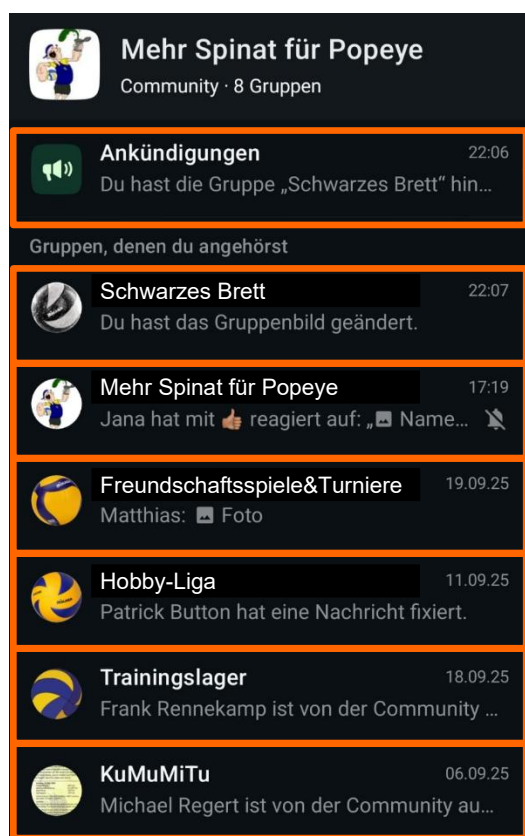 Mehr Spinat für Popeye
Community · 8 Gruppen
Ankündigungen 22:06
Du hast die Gruppe „Schwarzes Brett“ hin...
Gruppen, denen du angehörst
Schwarzes Brett 22:07
Du hast das Gruppenbild geändert.
Mehr Spinat für Popeye 17:19
Jana hat mit 👍🏽 reagiert auf: „🖼 Name...
Freundschaftsspiele&Turniere 19.09.25
Matthias: 🖼 Foto
Hobby-Liga 11.09.25
Patrick Button hat eine Nachricht fixiert.
Trainingslager 18.09.25
Frank Rennekamp ist von der Community ...
KuMuMiTu 06.09.25
Michael Regert ist von der Community au...